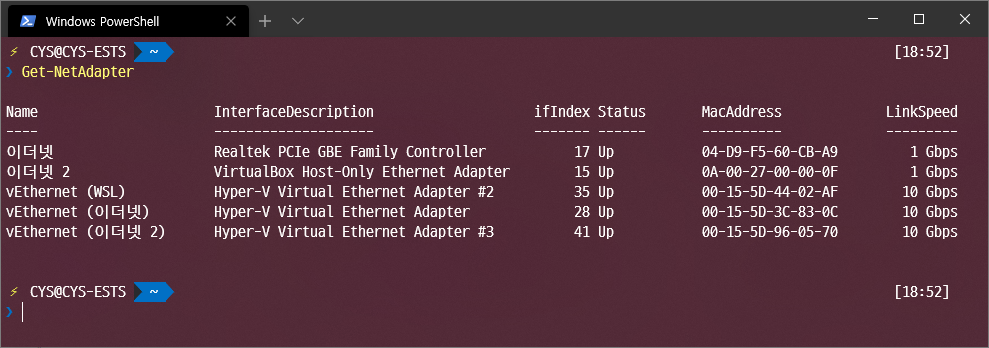 Windows PowerShell
⚡ CYS@CYS-ESTS ~ [18:52]
❯ Get-NetAdapter
Name InterfaceDescription ifIndex Status MacAddress LinkSpeed
---- -------------------- ------- ------ ---------- ---------
이더넷 Realtek PCIe GBE Family Controller 17 Up 04-D9-F5-60-CB-A9 1 Gbps
이더넷 2 VirtualBox Host-Only Ethernet Adapter 15 Up 0A-00-27-00-00-0F 1 Gbps
vEthernet (WSL) Hyper-V Virtual Ethernet Adapter #2 35 Up 00-15-5D-44-02-AF 10 Gbps
vEthernet (이더넷) Hyper-V Virtual Ethernet Adapter 28 Up 00-15-5D-3C-83-0C 10 Gbps
vEthernet (이더넷 2) Hyper-V Virtual Ethernet Adapter #3 41 Up 00-15-5D-96-05-70 10 Gbps
⚡ CYS@CYS-ESTS ~ [18:52]
❯